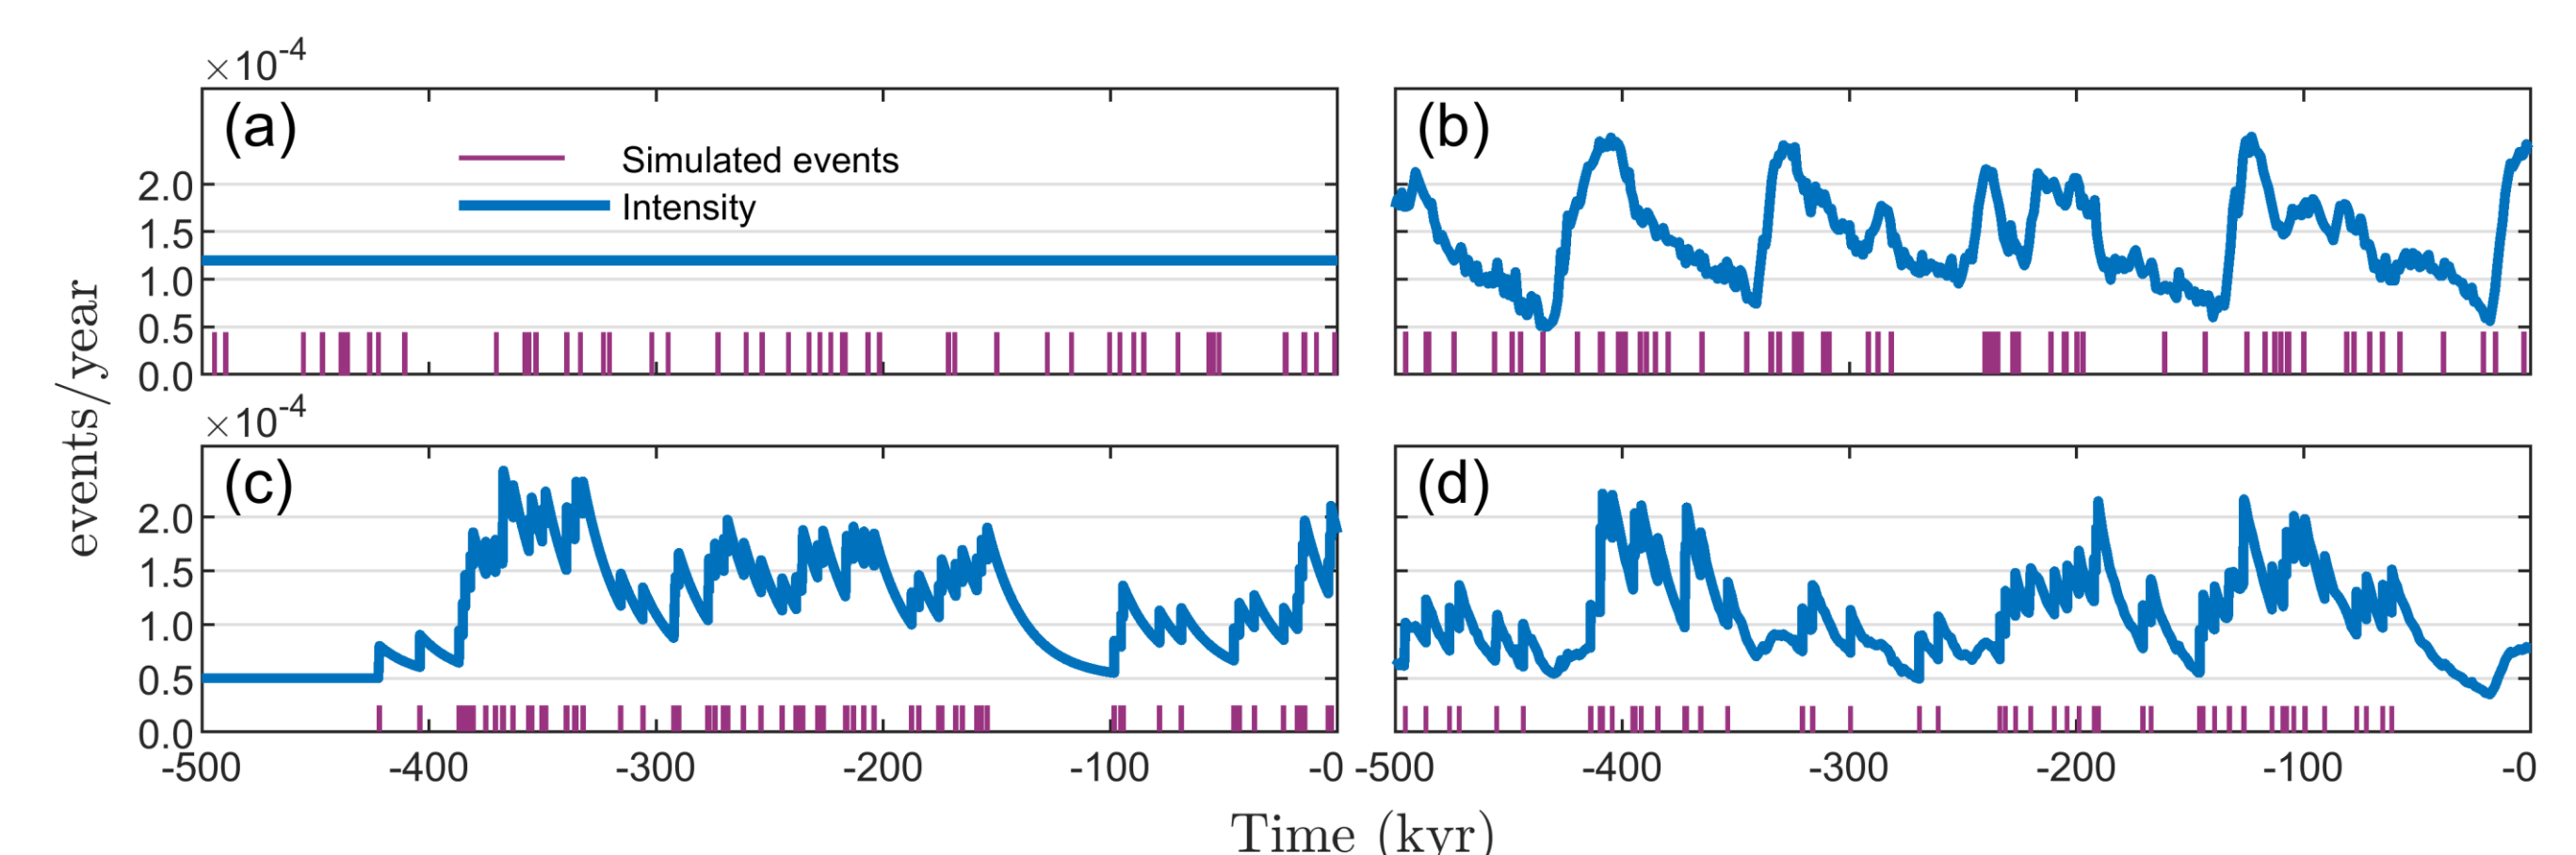 ×10-4
(a)
Simulated events
Intensity
2.0
1.5
1.0
0.5
0.0
(b)
events/year
×10-4
(c)
2.0
1.5
1.0
0.5
0.0
(d)
-500 -400 -300 -200 -100 -0 -500 -400 -300 -200 -100 -0
Time (kyr)